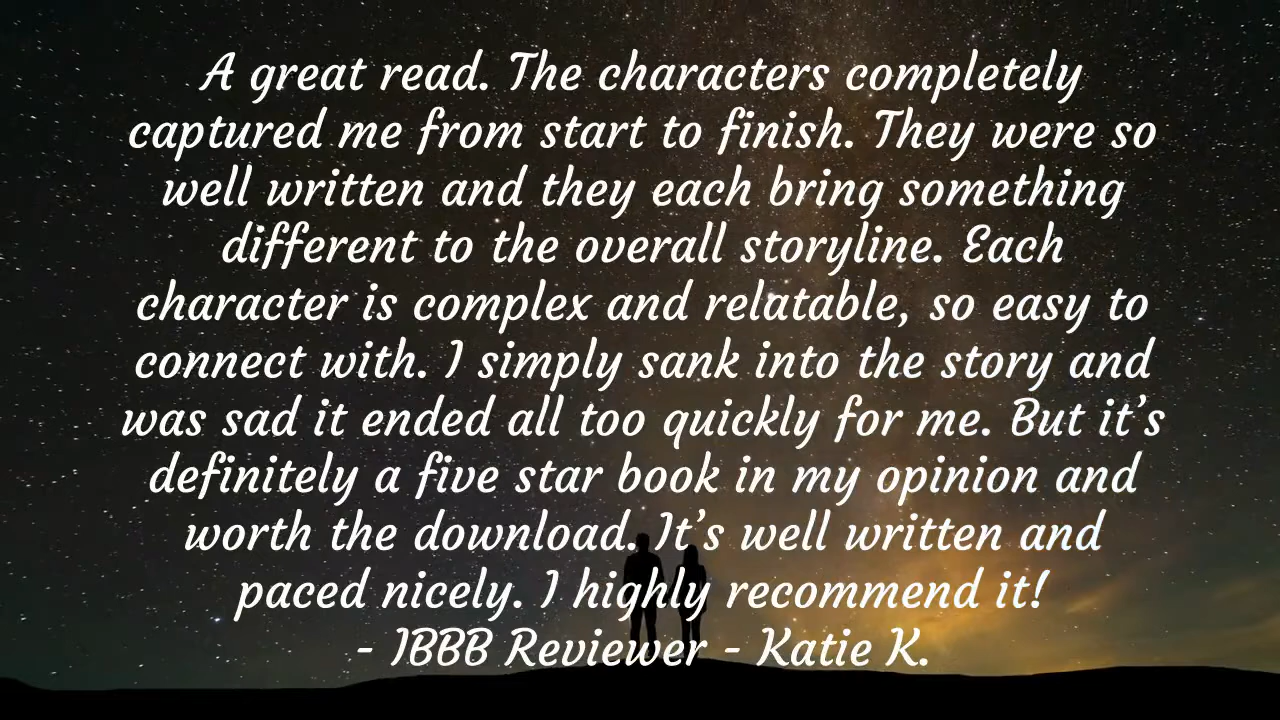 A great read. The characters completely
captured me from start to finish. They were so
well written and they each bring something
different to the overall storyline. Each
character is complex and relatable, so easy to
connect with. I simply sank into the story and
was sad it ended all too quickly for me. But it’s
definitely a five star book in my opinion and
worth the download. It’s well written and
paced nicely. I highly recommend it!
- IBBB Reviewer - Katie K.